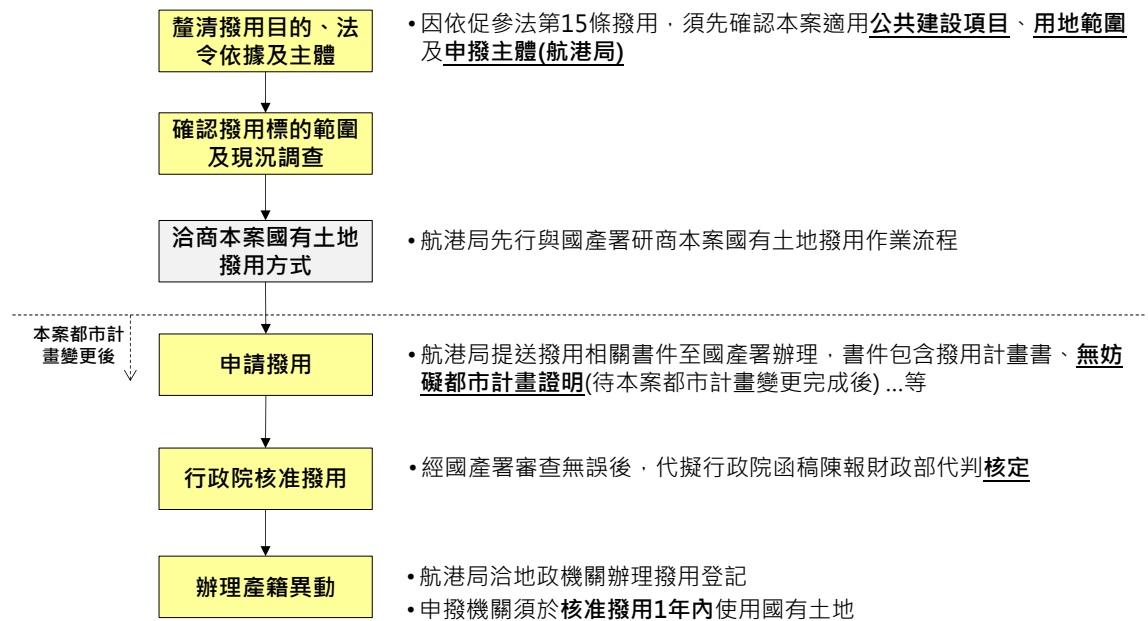 釐清撥用目的、法
令依據及主體
•因依促參法第15條撥用，須先確認本案適用公共建設項目、用地範圍
及申撥主體(航港局)
確認撥用標的範圍
及現況調查
洽商本案國有土地
撥用方式
•航港局先行與國產署研商本案國有土地撥用作業流程
本案都市計
畫變更後
申請撥用
•航港局提送撥用相關書件至國產署辦理，書件包含撥用計畫書、無妨
礙都市計畫證明(待本案都市計畫變更完成後) ...等
行政院核准撥用
•經國產署審查無誤後，代擬行政院函稿陳報財政部代判核定
辦理產籍異動
•航港局洽地政機關辦理撥用登記
•申撥機關須於核准撥用1年內使用國有土地